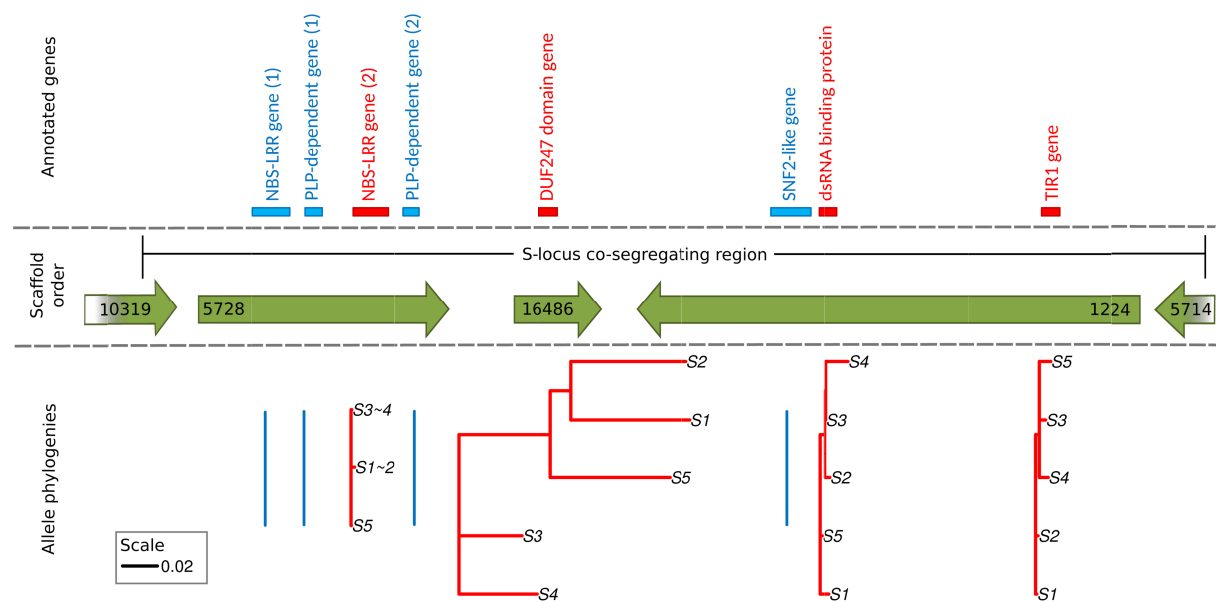 Annotated genes
NBS-LRR gene (1)
PLP-dependent gene (1)
NBS-LRR gene (2)
PLP-dependent gene (2)
DUF247 domain gene
SNF2-like gene
dsRNA binding protein
TIR1 gene
Scaffold
order
S-locus co-segregating region
10319
5728
16486
1224
5714
Allele phylogenies
S3~4
S1~2
S5
S2
S1
S5
S3
S4
S4
S3
S2
S5
S1
S5
S3
S4
S2
S1
Scale
0.02